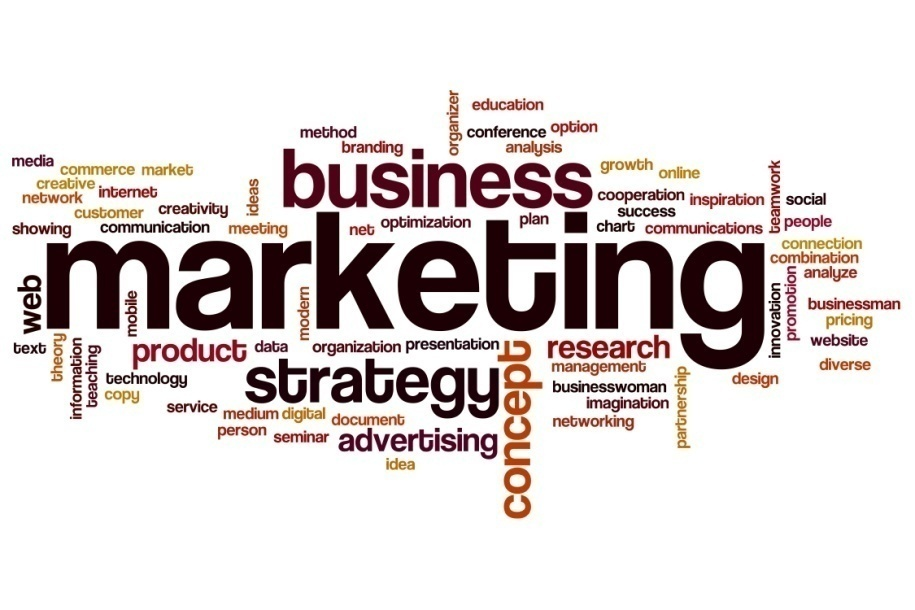 organizer
education
method
conference
option
branding
analysis
media
commerce
market
business
growth
online
creative
internet
network
ideas
cooperation
inspiration
teamwork
social
customer
creativity
success
people
showing
communication
meeting
net
optimization
plan
chart
communications
marketing
connection
combination
analyze
web
mobile
modern
innovation
promotion
businessman
pricing
website
text
theory
information
teaching
product
data
organization
presentation
concept
research
management
diverse
technology
copy
strategy
businesswoman
partnership
design
service
medium
digital
document
imagination
networking
person
seminar
advertising
idea